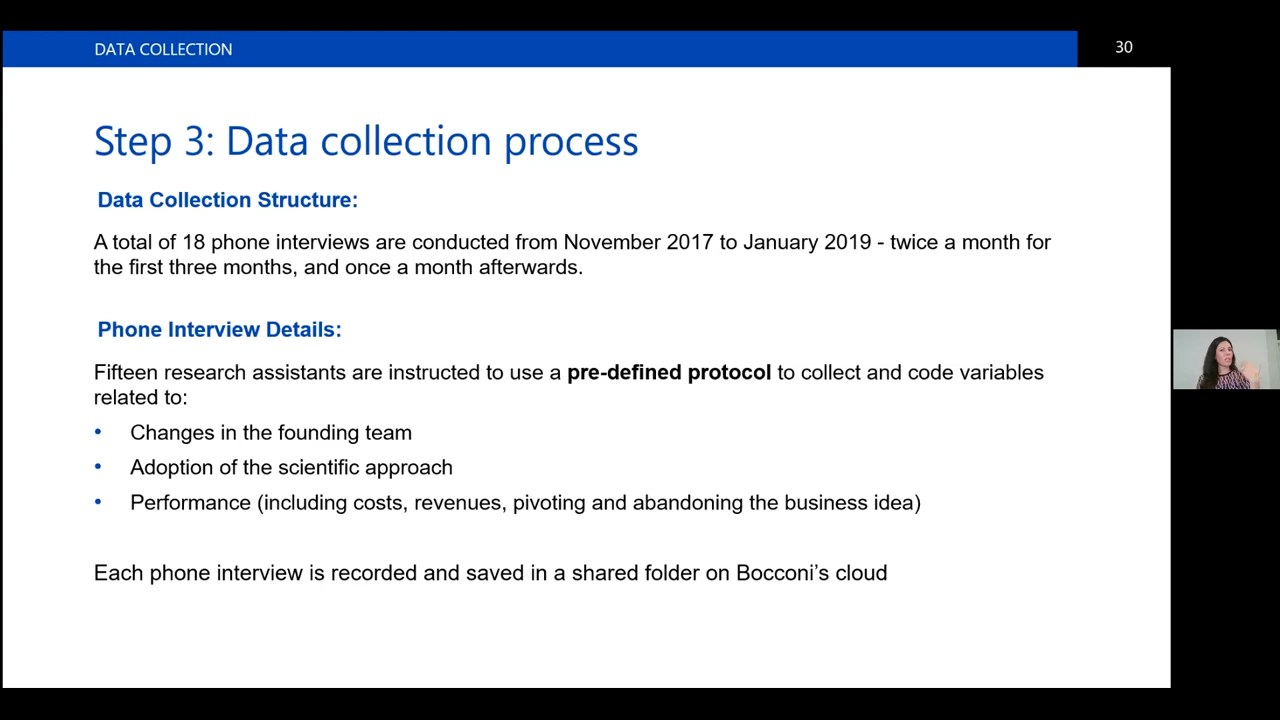 DATA COLLECTION
30
Step 3: Data collection process
Data Collection Structure:
A total of 18 phone interviews are conducted from November 2017 to January 2019 - twice a month for
the first three months, and once a month afterwards.
Phone Interview Details:
Fifteen research assistants are instructed to use a pre-defined protocol to collect and code variables
related to:
• Changes in the founding team
• Adoption of the scientific approach
• Performance (including costs, revenues, pivoting and abandoning the business idea)
Each phone interview is recorded and saved in a shared folder on Bocconi’s cloud